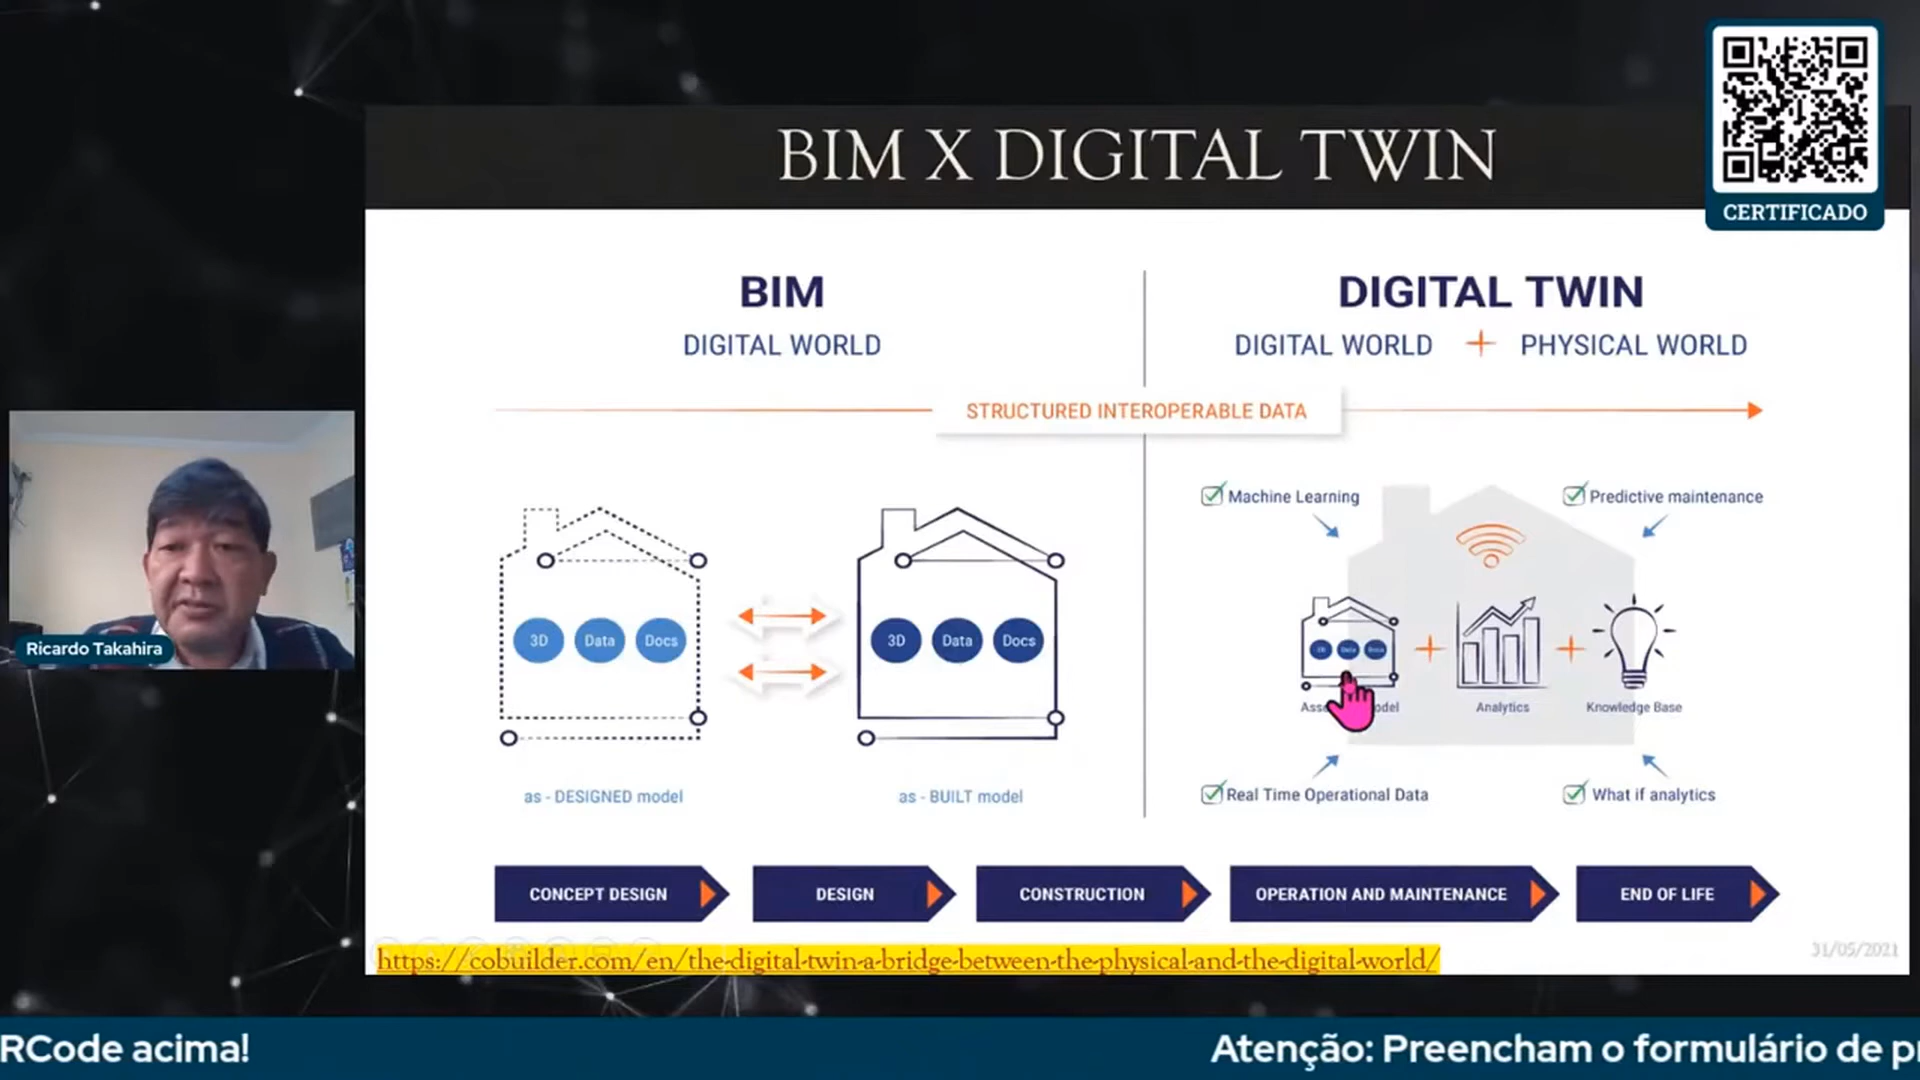 BIM X DIGITAL TWIN
CERTIFICADO
BIM
DIGITAL WORLD
DIGITAL TWIN
DIGITAL WORLD + PHYSICAL WORLD
STRUCTURED INTEROPERABLE DATA
Machine Learning
Predictive maintenance
3D Data Docs
3D Data Docs
3D Data Docs
Analytics
Knowledge Base
as - DESIGNED model
as - BUILT model
Real Time Operational Data
What if analytics
Ricardo Takahira
CONCEPT DESIGN
DESIGN
CONSTRUCTION
OPERATION AND MAINTENANCE
END OF LIFE
https://cobuilder.com/en/the-digital-twin-a-bridge-between-the-physical-and-the-digital-world/
31/05/2021
RCode acima!
Atenção: Preencham o formulário de p